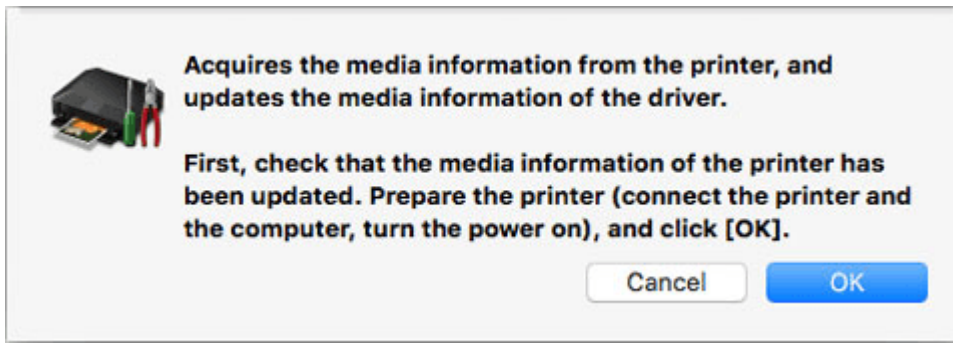 Acquires the media information from the printer, and
updates the media information of the driver.
First, check that the media information of the printer has
been updated. Prepare the printer (connect the printer and
the computer, turn the power on), and click [OK].
Cancel
OK